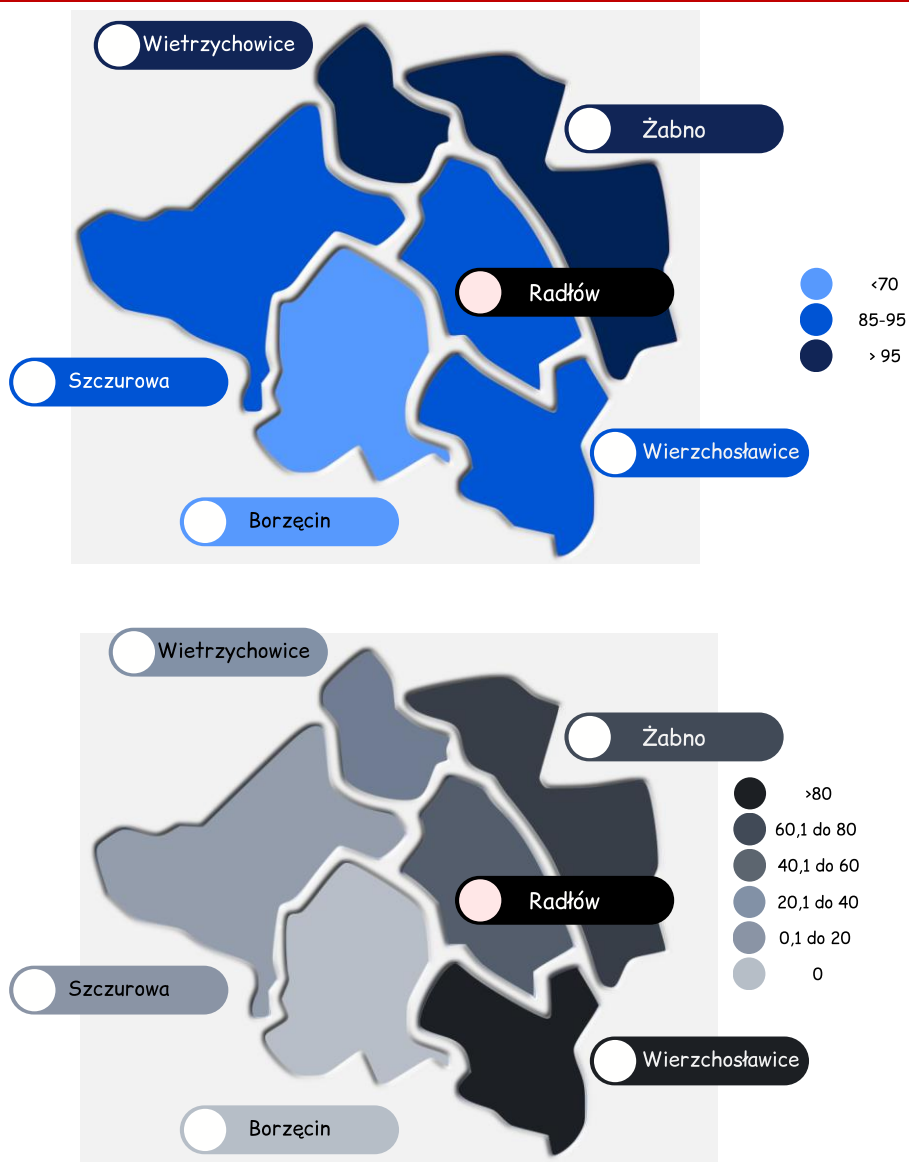 Wietrzychowice
Żabno
Radłów
<70
85-95
> 95
Szczurowa
Wierzchosławice
Borzęcin
Wietrzychowice
Żabno
>80
60,1 do 80
40,1 do 60
Radłów
20,1 do 40
0,1 do 20
0
Szczurowa
Wierzchosławice
Borzęcin